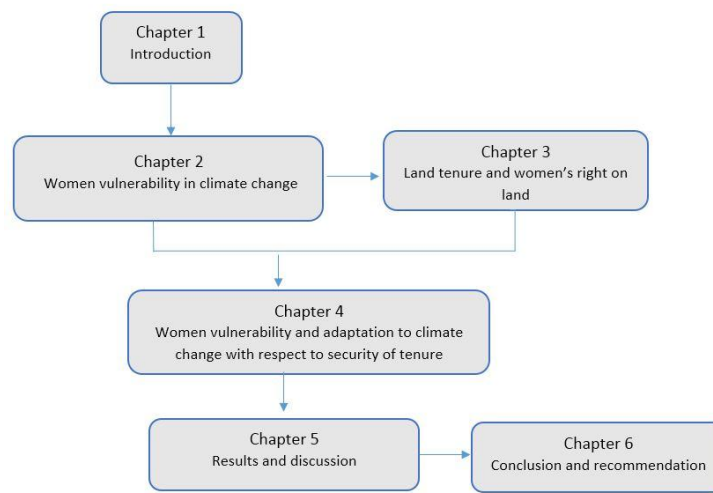 Chapter 1
Introduction
Chapter 2
Women vulnerability in climate change
Chapter 3
Land tenure and women's right on
land
Chapter 4
Women vulnerability and adaptation to climate
change with respect to security of tenure
Chapter 5
Results and discussion
Chapter 6
Conclusion and recommendation